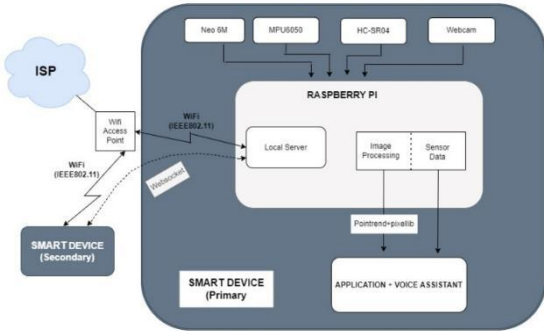 Neo 6M
MPU6050
HC-SR04
Webcam
ISP
RASPBERRY PI
Wifi
Access
Point
WiFi
(IEEE802.11)
Local Server
Image
Processing
Sensor
Data
WiFi
(IEEE802.11)
Websocket
Pointrend+pixellib
SMART DEVICE
(Secondary)
SMART DEVICE
(Primary
APPLICATION + VOICE ASSISTANT